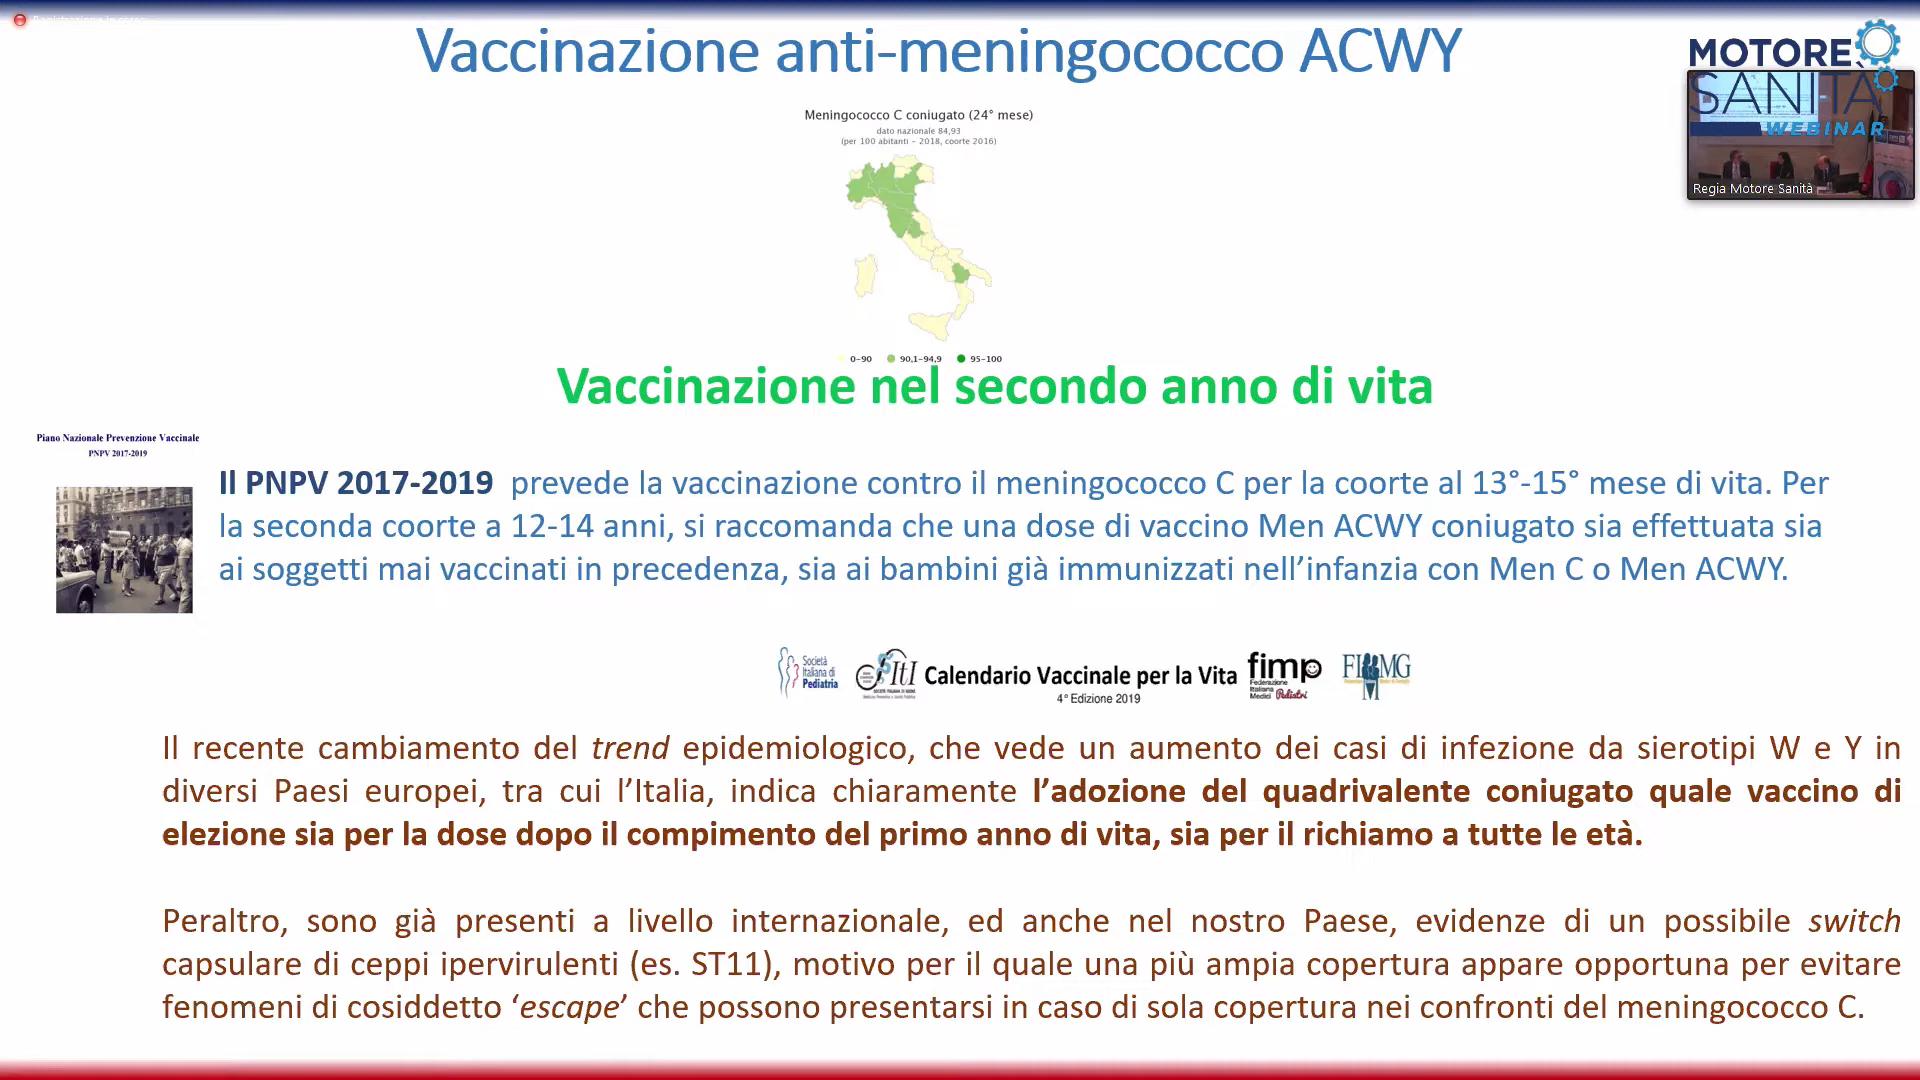 Vaccinazione anti-meningococco ACWY
MOTORE
SANITÀ
WEBINAR
Regia Motore Sanità
Meningococco C coniugato (24° mese)
dato nazionale 84,93
(per 100 abitanti - 2018, coorte 2016)
0-90 90,1-94,9 95-100
Vaccinazione nel secondo anno di vita
Piano Nazionale Prevenzione Vaccinale
PNPV 2017-2019
Il PNPV 2017-2019 prevede la vaccinazione contro il meningococco C per la coorte al 13°-15° mese di vita. Per
la seconda coorte a 12-14 anni, si raccomanda che una dose di vaccino Men ACWY coniugato sia effettuata sia
ai soggetti mai vaccinati in precedenza, sia ai bambini già immunizzati nell’infanzia con Men C o Men ACWY.
Società
Italiana di
Pediatria
SItI
Calendario Vaccinale per la Vita
4° Edizione 2019
fimp
Federazione
Italiana
Medici Pediatri
FIMMG
Il recente cambiamento del trend epidemiologico, che vede un aumento dei casi di infezione da sierotipi W e Y in
diversi Paesi europei, tra cui l’Italia, indica chiaramente l’adozione del quadrivalente coniugato quale vaccino di
elezione sia per la dose dopo il compimento del primo anno di vita, sia per il richiamo a tutte le età.
Peraltro, sono già presenti a livello internazionale, ed anche nel nostro Paese, evidenze di un possibile switch
capsulare di ceppi ipervirulenti (es. ST11), motivo per il quale una più ampia copertura appare opportuna per evitare
fenomeni di cosiddetto ‘escape’ che possono presentarsi in caso di sola copertura nei confronti del meningococco C.